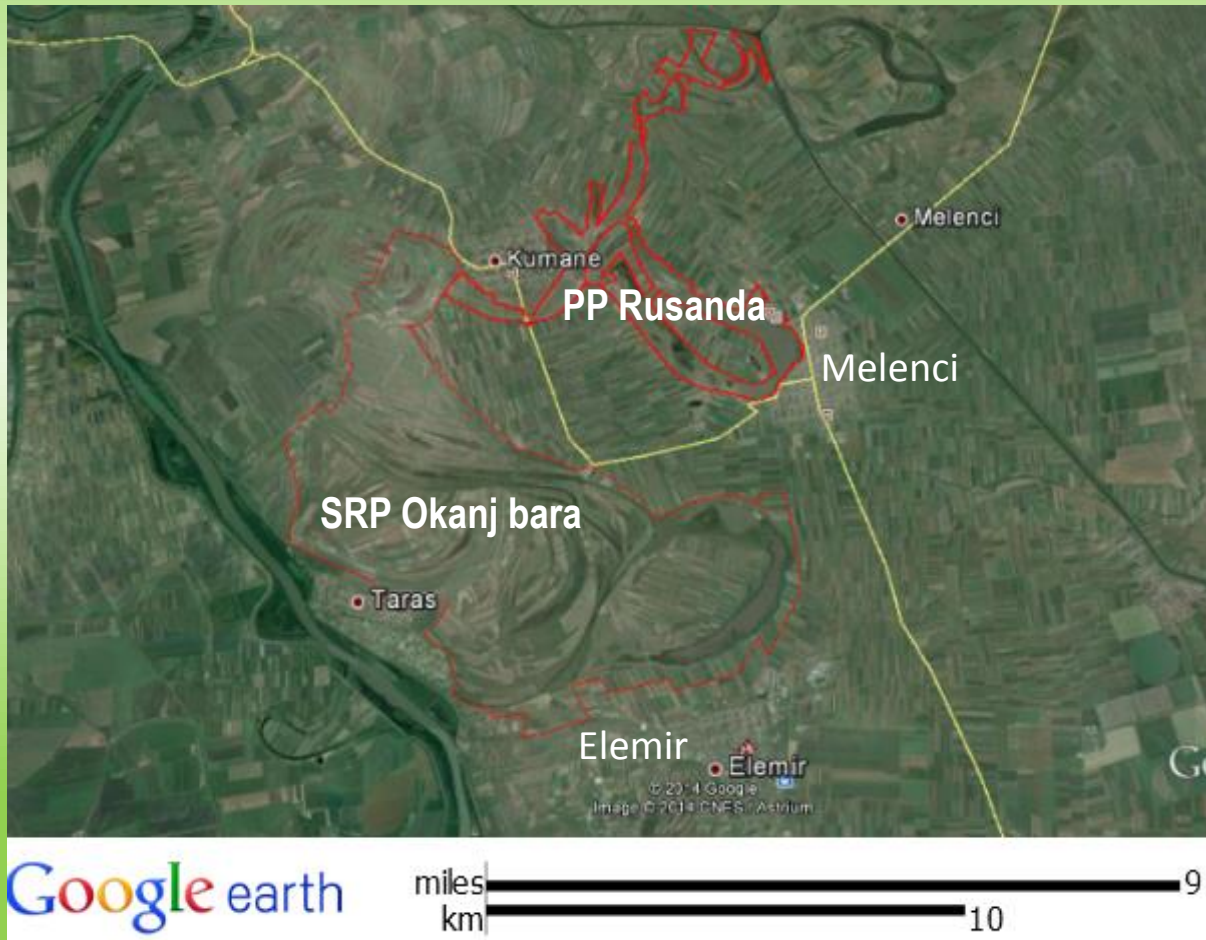 Melenci
Kumane
PP Rusanda
Melenci
SRP Okanj bara
Taras
Elemir
Elemir
© 2014 Google
Image © 2014 CNES / Astrium
Go
Google earth
miles 9
km 10